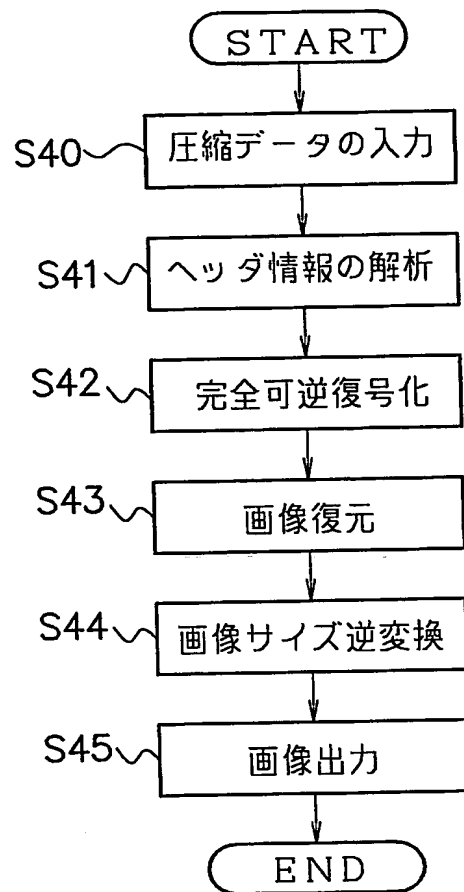 START
S40 圧縮データの入力
S41 ヘッダ情報の解析
S42 完全可逆復号化
S43 画像復元
S44 画像サイズ逆変換
S45 画像出力
END